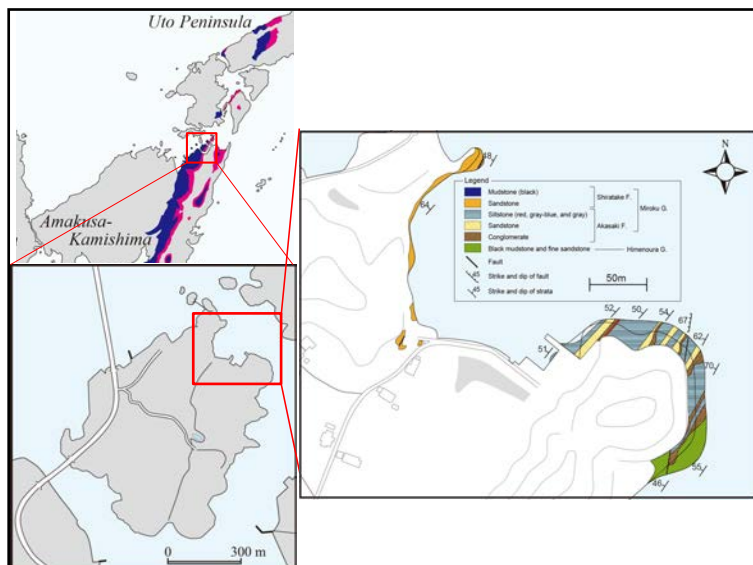 Uto Peninsula
Amakusa-
Kamishima
0 300 m
N
Legend
Mudstone (black)
Sandstone
Siltstone (red, gray-blue, and gray)
Sandstone
Conglomerate
Black mudstone and fine sandstone
Shiratake F.
Akasaki F.
Miroku G.
Himenoura G.
Fault
45 Strike and dip of fault
45 Strike and dip of strata
50m
48
64
51
52
50
54
67
62
70
55
46